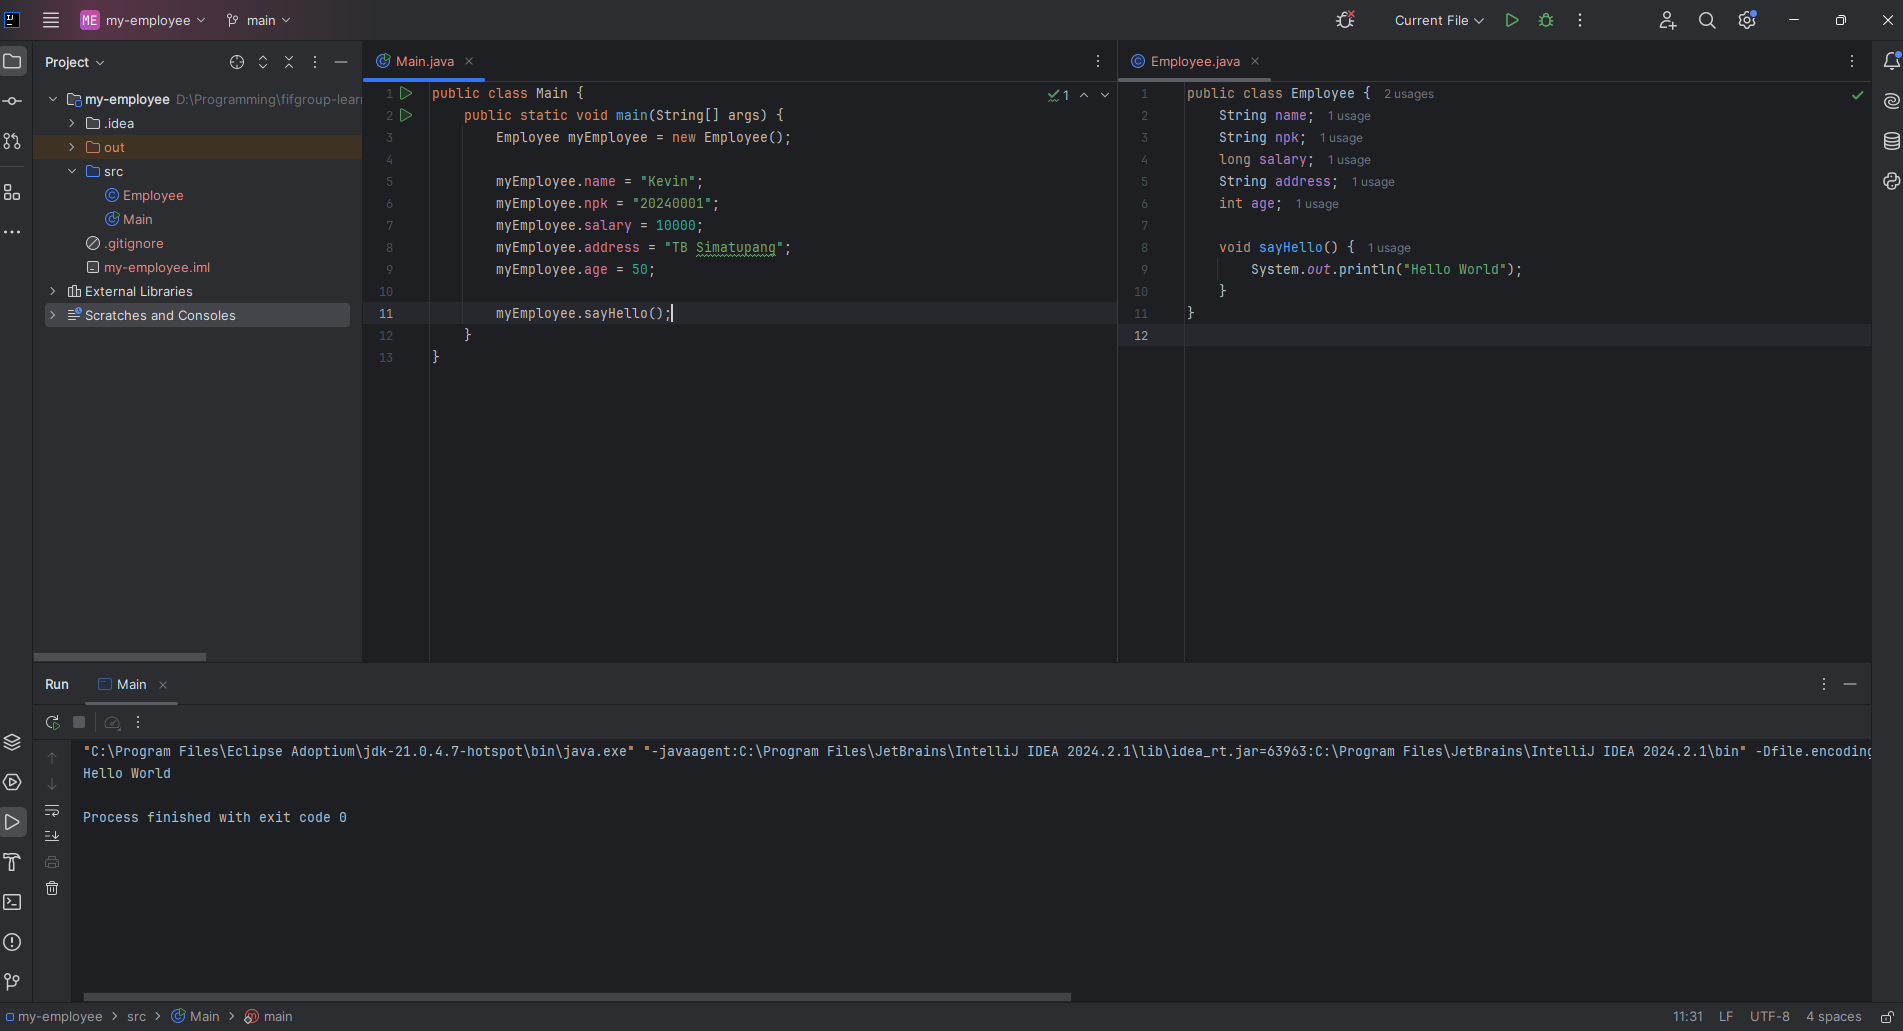 ME my-employee main Current File
Project
my-employee D:\Programming\fifgroup-lear
.idea
out
src
Employee
Main
.gitignore
my-employee.iml
External Libraries
Scratches and Consoles
Main.java
1 public class Main {
2 public static void main(String[] args) {
3 Employee myEmployee = new Employee();
4
5 myEmployee.name = "Kevin";
6 myEmployee.npk = "20240001";
7 myEmployee.salary = 10000;
8 myEmployee.address = "TB Simatupang";
9 myEmployee.age = 50;
10
11 myEmployee.sayHello();
12 }
13 }
1
Employee.java
1 public class Employee { 2 usages
2 String name; 1 usage
3 String npk; 1 usage
4 long salary; 1 usage
5 String address; 1 usage
6 int age; 1 usage
7
8 void sayHello() { 1 usage
9 System.out.println("Hello World");
10 }
11 }
12
Run Main
"C:\Program Files\Eclipse Adoptium\jdk-21.0.4.7-hotspot\bin\java.exe" "-javaagent:C:\Program Files\JetBrains\IntelliJ IDEA 2024.2.1\lib\idea_rt.jar=63963:C:\Program Files\JetBrains\IntelliJ IDEA 2024.2.1\bin" -Dfile.encoding
Hello World
Process finished with exit code 0
my-employee > src > Main > main 11:31 LF UTF-8 4 spaces